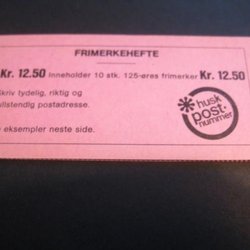 FRIMERKEHEFTE
Kr. 12.50 Inneholder 10 stk. 125-øres frimerker Kr. 12.50
Skriv tydelig, riktig og
fullstendig postadresse.
eksempler neste side.
husk
post-
nummer